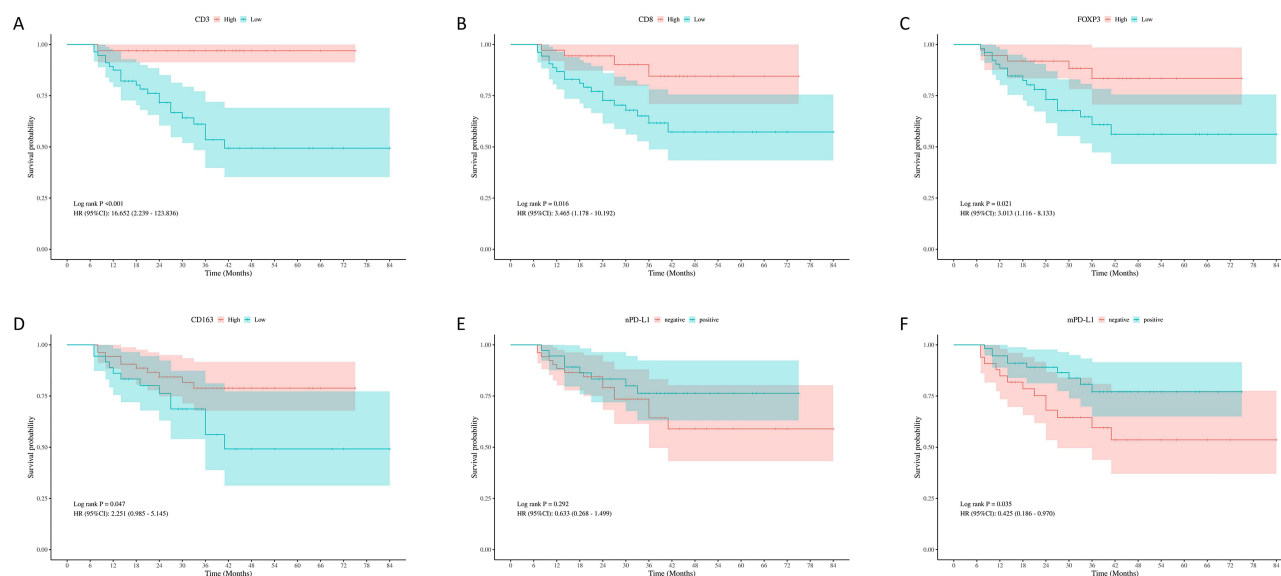 A
CD3 High Low
1.00
0.75
0.50
0.25
0.00
Survival probability
Log rank P <0.001
HR (95%CI): 16.652 (2.239 - 123.836)
0 6 12 18 24 30 36 42 48 54 60 66 72 78 84
Time (Months)
B
CD8 High Low
1.00
0.75
0.50
0.25
0.00
Survival probability
Log rank P = 0.016
HR (95%CI): 3.465 (1.178 - 10.192)
0 6 12 18 24 30 36 42 48 54 60 66 72 78 84
Time (Months)
C
FOXP3 High Low
1.00
0.75
0.50
0.25
0.00
Survival probability
Log rank P = 0.021
HR (95%CI): 3.013 (1.116 - 8.133)
0 6 12 18 24 30 36 42 48 54 60 66 72 78 84
Time (Months)
D
CD163 High Low
1.00
0.75
0.50
0.25
0.00
Survival probability
Log rank P = 0.047
HR (95%CI): 2.251 (0.985 - 5.145)
0 6 12 18 24 30 36 42 48 54 60 66 72 78 84
Time (Months)
E
nPD-L1 negative positive
1.00
0.75
0.50
0.25
0.00
Survival probability
Log rank P = 0.292
HR (95%CI): 0.633 (0.268 - 1.499)
0 6 12 18 24 30 36 42 48 54 60 66 72 78 84
Time (Months)
F
mPD-L1 negative positive
1.00
0.75
0.50
0.25
0.00
Survival probability
Log rank P = 0.035
HR (95%CI): 0.425 (0.186 - 0.970)
0 6 12 18 24 30 36 42 48 54 60 66 72 78 84
Time (Months)